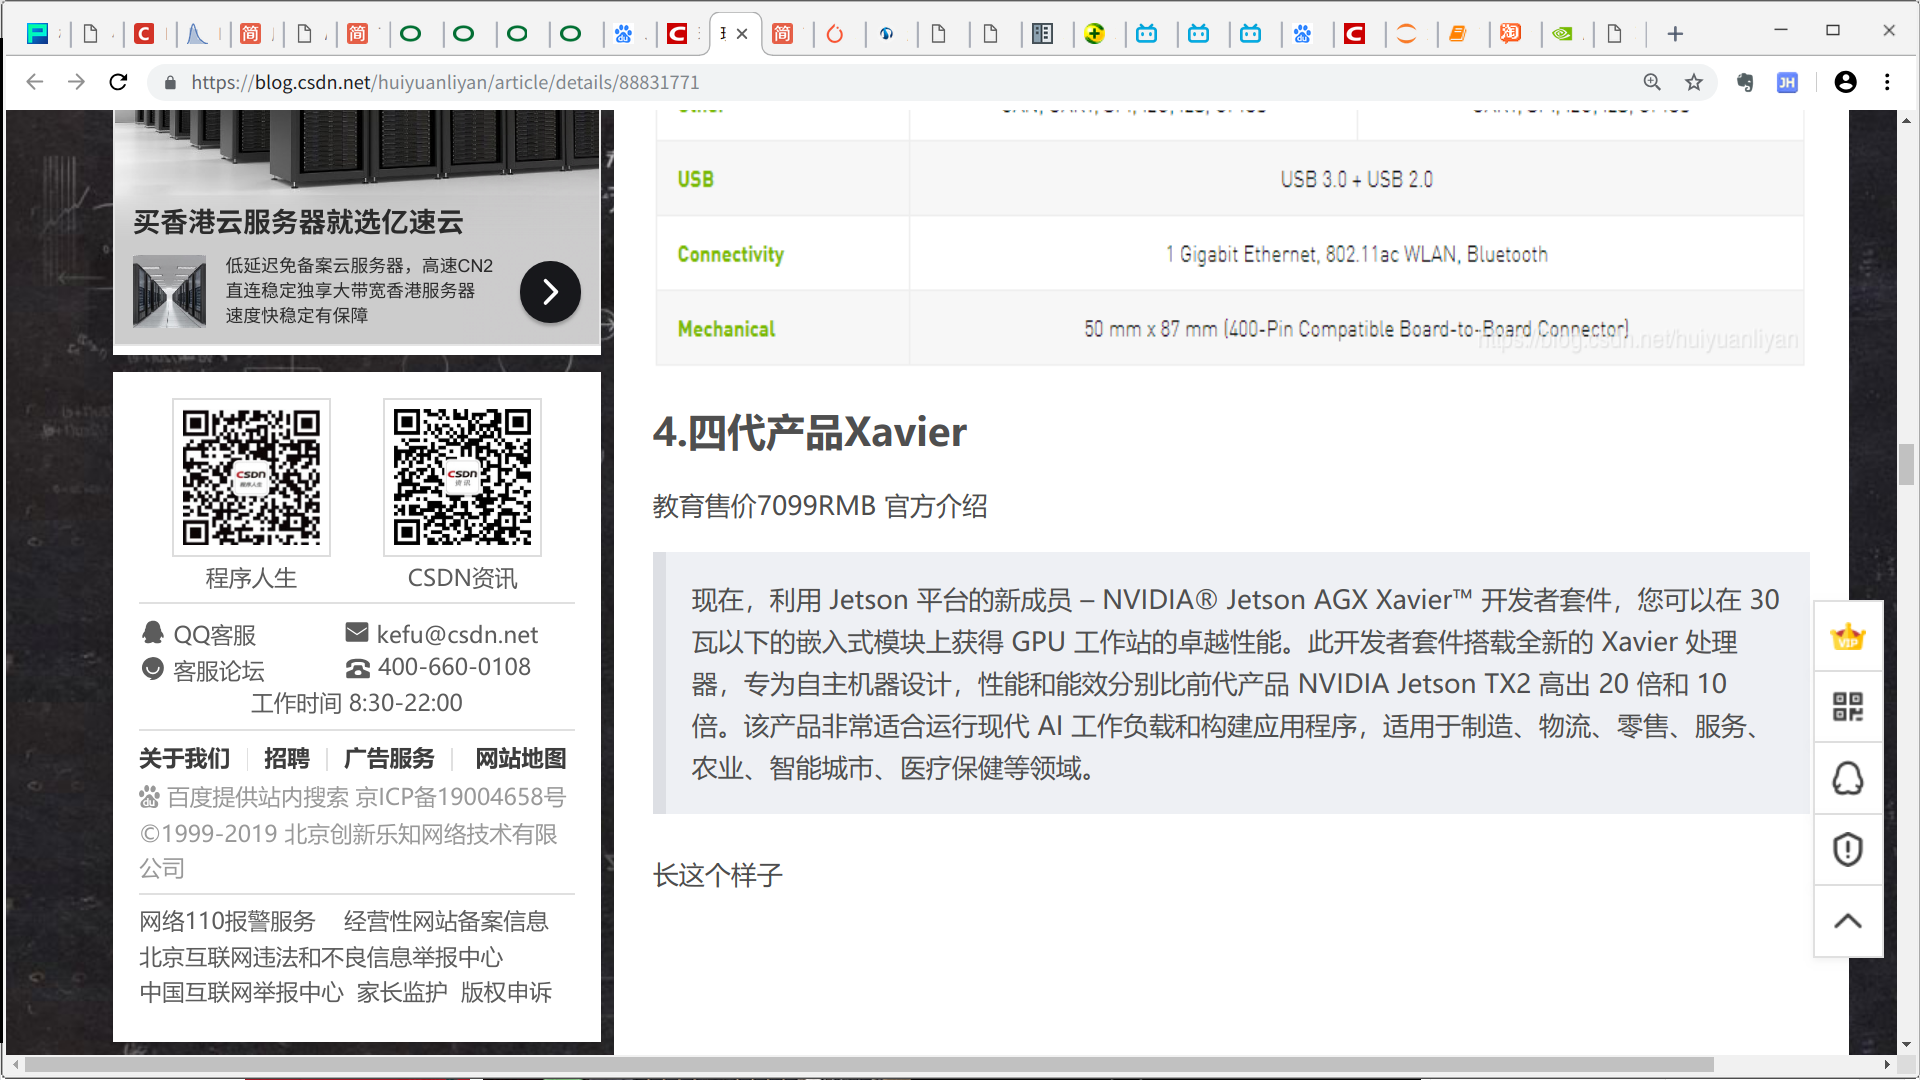 https://blog.csdn.net/huiyuanliyan/article/details/88831771
JH
买香港云服务器就选亿速云
低延迟免备案云服务器，高速CN2
直连稳定独享大带宽香港服务器
速度快稳定有保障
程序人生
CSDN资讯
QQ客服
kefu@csdn.net
客服论坛
400-660-0108
工作时间 8:30-22:00
关于我们
招聘
广告服务
网站地图
百度提供站内搜索 京ICP备19004658号
©1999-2019 北京创新乐知网络技术有限
公司
网络110报警服务
经营性网站备案信息
北京互联网违法和不良信息举报中心
中国互联网举报中心
家长监护
版权申诉
USB
USB 3.0 + USB 2.0
Connectivity
1 Gigabit Ethernet, 802.11ac WLAN, Bluetooth
Mechanical
50 mm x 87 mm (400-Pin Compatible Board-to-Board Connector)
https://blog.csdn.net/huiyuanliyan
4.四代产品Xavier
教育售价7099RMB 官方介绍
现在，利用 Jetson 平台的新成员 – NVIDIA® Jetson AGX Xavier™ 开发者套件，您可以在 30
瓦以下的嵌入式模块上获得 GPU 工作站的卓越性能。此开发者套件搭载全新的 Xavier 处理
器，专为自主机器设计，性能和能效分别比前代产品 NVIDIA Jetson TX2 高出 20 倍和 10
倍。该产品非常适合运行现代 AI 工作负载和构建应用程序，适用于制造、物流、零售、服务、
农业、智能城市、医疗保健等领域。
长这个样子
VIP